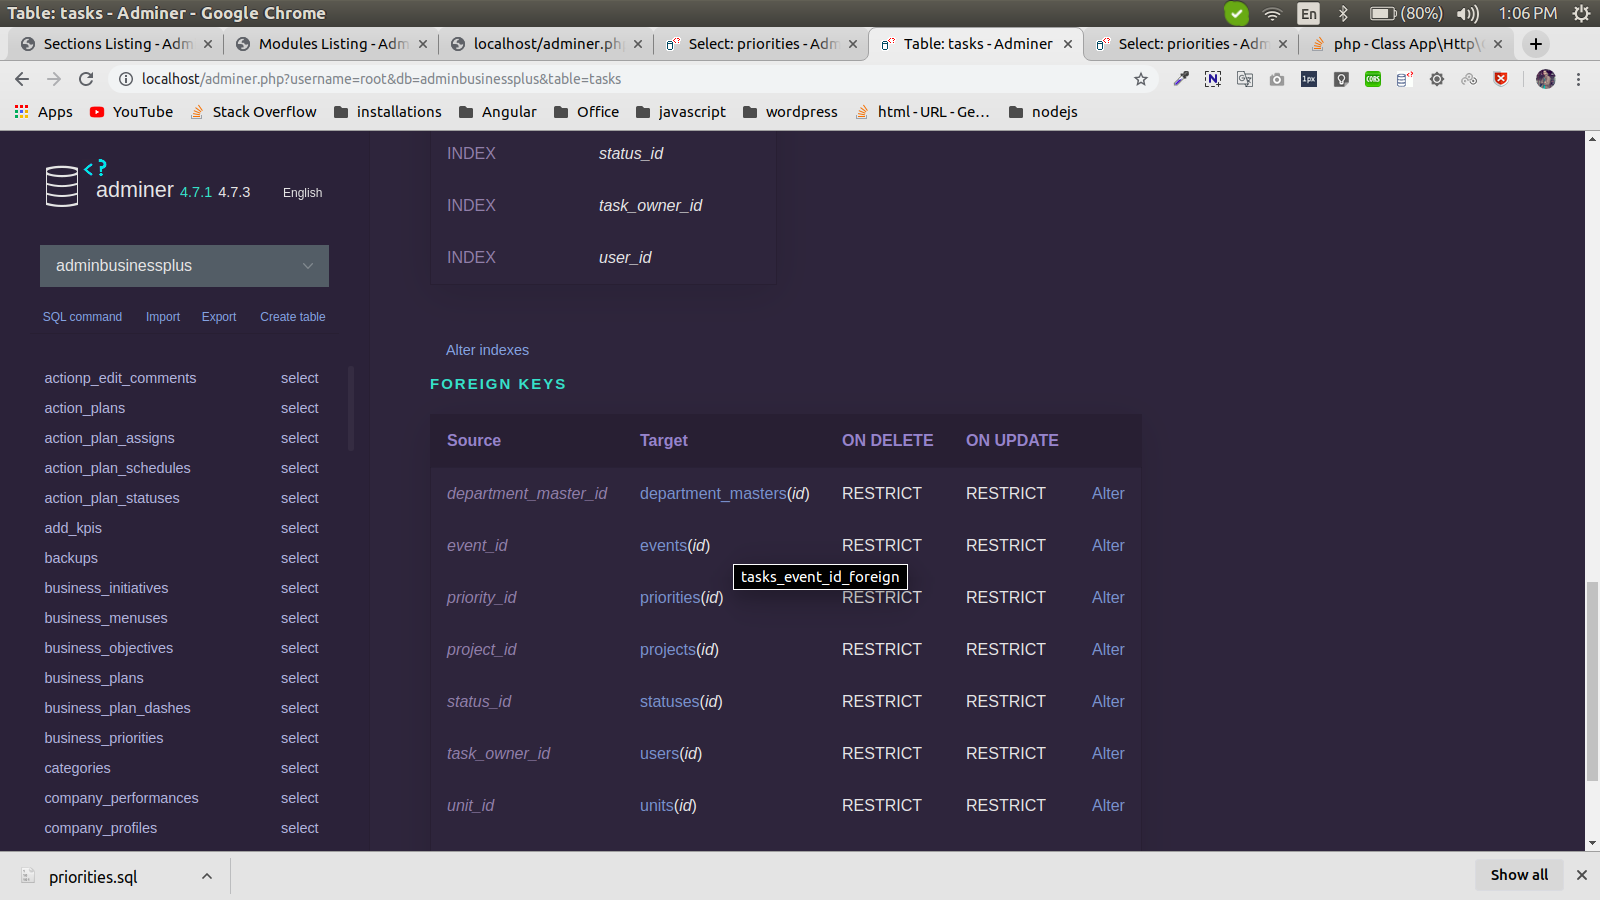 Table: tasks - Adminer - Google Chrome
En (80%) 1:06 PM
Sections Listing - Adm
Modules Listing - Adm
localhost/adminer.ph
Select: priorities - Adm
Table: tasks - Adminer
Select: priorities - Adm
php - Class App\Http\
localhost/adminer.php?username=root&db=adminbusinessplus&table=tasks
1px
CORS
Apps
YouTube
Stack Overflow
installations
Angular
Office
javascript
wordpress
html - URL - Ge...
nodejs
adminer 4.7.1 4.7.3
English
adminbusinessplus
SQL command Import Export Create table
actionp_edit_comments select
action_plans select
action_plan_assigns select
action_plan_schedules select
action_plan_statuses select
add_kpis select
backups select
business_initiatives select
business_menuses select
business_objectives select
business_plans select
business_plan_dashes select
business_priorities select
categories select
company_performances select
company_profiles select
INDEX status_id
INDEX task_owner_id
INDEX user_id
Alter indexes
FOREIGN KEYS
Source Target ON DELETE ON UPDATE
department_master_id department_masters(id) RESTRICT RESTRICT Alter
event_id events(id) RESTRICT RESTRICT Alter
tasks_event_id_foreign
priority_id priorities(id) RESTRICT RESTRICT Alter
project_id projects(id) RESTRICT RESTRICT Alter
status_id statuses(id) RESTRICT RESTRICT Alter
task_owner_id users(id) RESTRICT RESTRICT Alter
unit_id units(id) RESTRICT RESTRICT Alter
priorities.sql
Show all